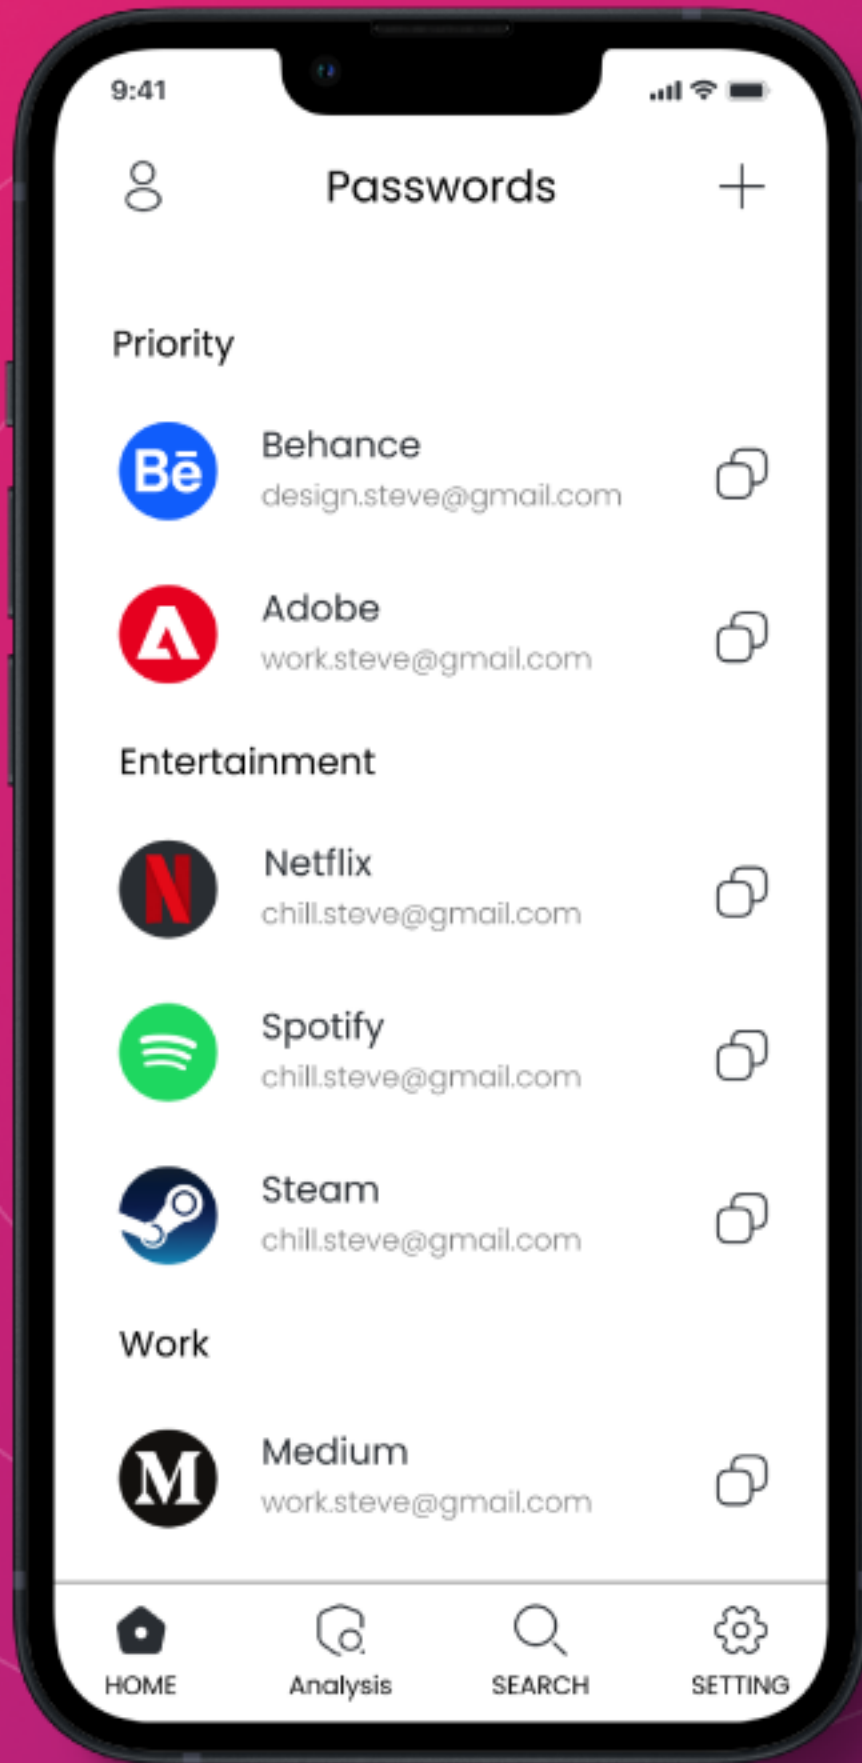 9:41
Passwords
Priority
Bē
Behance
design.steve@gmail.com
Adobe
work.steve@gmail.com
Entertainment
N
Netflix
chill.steve@gmail.com
Spotify
chill.steve@gmail.com
Steam
chill.steve@gmail.com
Work
M
Medium
work.steve@gmail.com
HOME
Analysis
SEARCH
SETTING